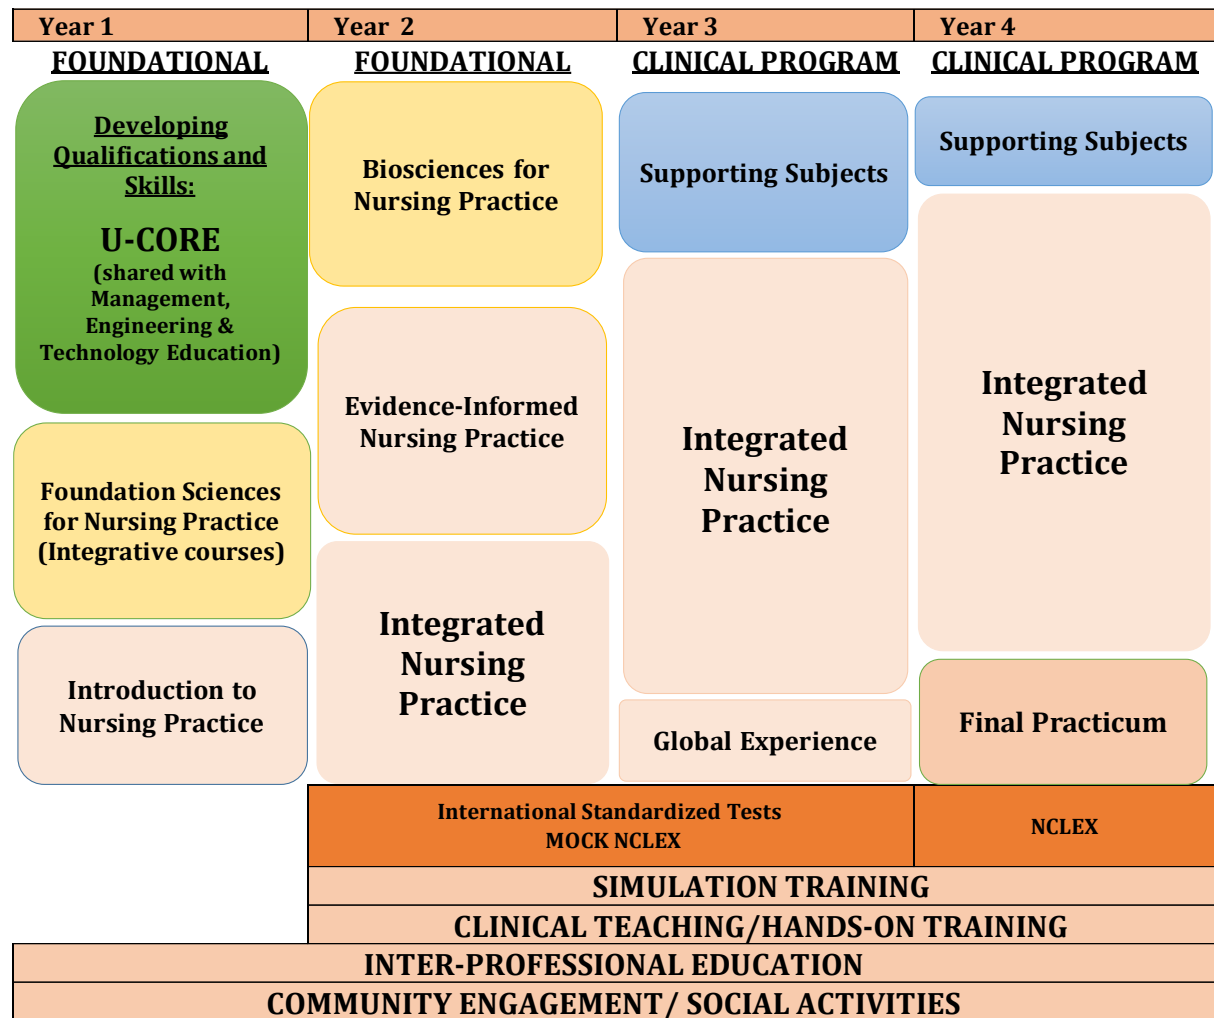 Year 1
Year 2
Year 3
Year 4
FOUNDATIONAL
FOUNDATIONAL
CLINICAL PROGRAM
CLINICAL PROGRAM
Developing
Qualifications and
Skills:
U-CORE
(shared with
Management,
Engineering &
Technology Education)
Foundation Sciences
for Nursing Practice
(Integrative courses)
Introduction to
Nursing Practice
Biosciences for
Nursing Practice
Evidence-Informed
Nursing Practice
Integrated
Nursing
Practice
Supporting Subjects
Integrated
Nursing
Practice
Global Experience
Supporting Subjects
Integrated
Nursing
Practice
Final Practicum
International Standardized Tests
MOCK NCLEX
NCLEX
SIMULATION TRAINING
CLINICAL TEACHING/HANDS-ON TRAINING
INTER-PROFESSIONAL EDUCATION
COMMUNITY ENGAGEMENT/ SOCIAL ACTIVITIES